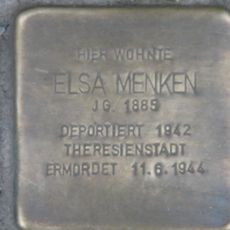 HIER WOHNTE
ELSA MENKEN
JG. 1885
DEPORTIERT 1942
THERESIENSTADT
ERMORDET 11.6.1944